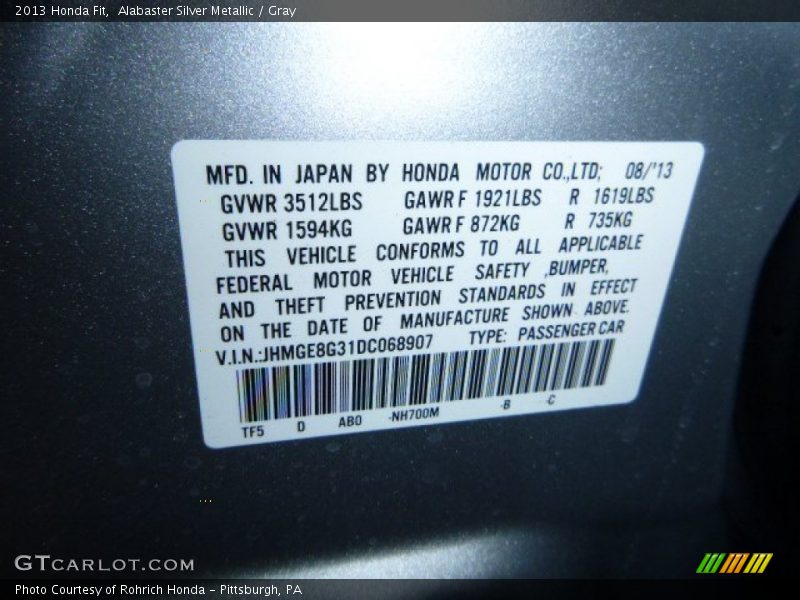 2013 Honda Fit,  Alabaster Silver Metallic / Gray
MFD. IN JAPAN BY HONDA MOTOR CO.,LTD; 08/'13
GVWR 3512LBS GAWR F 1921LBS R 1619LBS
GVWR 1594KG GAWR F 872KG R 735KG
THIS VEHICLE CONFORMS TO ALL APPLICABLE
FEDERAL MOTOR VEHICLE SAFETY ,BUMPER,
AND THEFT PREVENTION STANDARDS IN EFFECT
ON THE DATE OF MANUFACTURE SHOWN ABOVE.
V.I.N.:JHMGE8G31DC068907 TYPE: PASSENGER CAR
TF5 D AB0 -NH700M -B -C
GTCARLOT.COM
Photo Courtesy of Rohrich Honda - Pittsburgh, PA